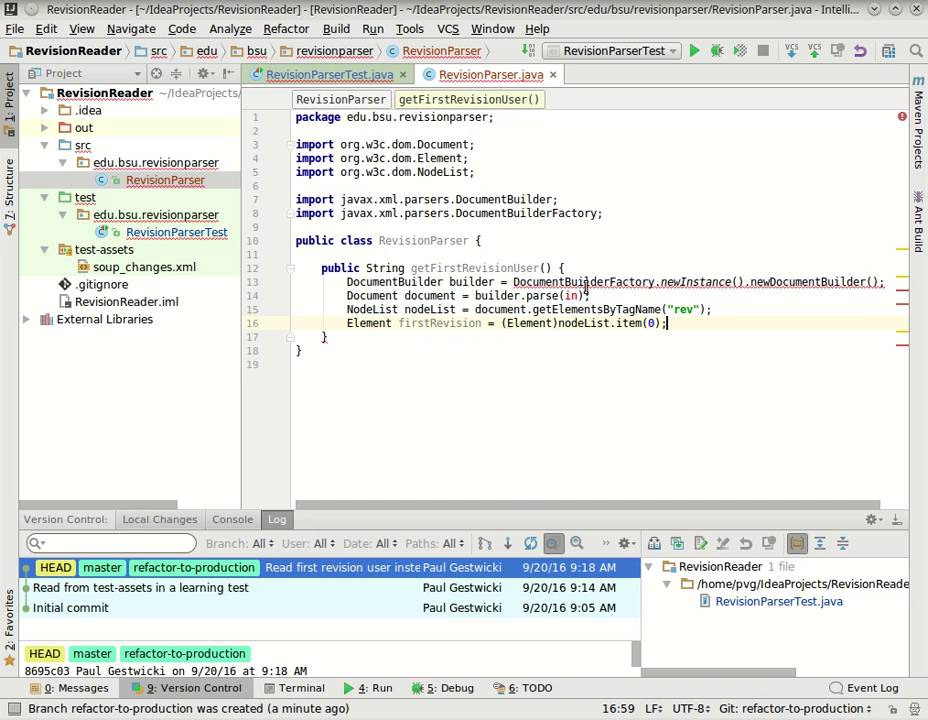 RevisionReader - [~/IdeaProjects/RevisionReader] - [RevisionReader] - ~/IdeaProjects/RevisionReader/src/edu/bsu/revisionparser/RevisionParser.java - Intelli...
File Edit View Navigate Code Analyze Refactor Build Run Tools VCS Window Help
RevisionReader src edu bsu revisionparser RevisionParser RevisionParserTest VCS VCS
Project RevisionParserTest.java RevisionParser.java
1: Project
7: Structure
2: Favorites
Maven Projects
Ant Build
RevisionReader ~/IdeaProjects/
.idea
out
src
edu.bsu.revisionparser
RevisionParser
test
edu.bsu.revisionparser
RevisionParserTest
test-assets
soup_changes.xml
.gitignore
RevisionReader.iml
External Libraries
RevisionParser getFirstRevisionUser()
1 package edu.bsu.revisionparser;
2
3 import org.w3c.dom.Document;
4 import org.w3c.dom.Element;
5 import org.w3c.dom.NodeList;
6
7 import javax.xml.parsers.DocumentBuilder;
8 import javax.xml.parsers.DocumentBuilderFactory;
9
10 public class RevisionParser {
11
12 public String getFirstRevisionUser() {
13 DocumentBuilder builder = DocumentBuilderFactory.newInstance().newDocumentBuilder();
14 Document document = builder.parse(in);
15 NodeList nodeList = document.getElementsByTagName("rev");
16 Element firstRevision = (Element)nodeList.item(0);
17 }
18 }
19
Version Control: Local Changes Console Log
Branch: All User: All Date: All Paths: All
HEAD master refactor-to-production Read first revision user inste Paul Gestwicki 9/20/16 9:18 AM
Read from test-assets in a learning test Paul Gestwicki 9/20/16 9:14 AM
Initial commit Paul Gestwicki 9/20/16 9:05 AM
HEAD master refactor-to-production
8695c03 Paul Gestwicki on 9/20/16 at 9:18 AM
RevisionReader 1 file
/home/pvg/IdeaProjects/RevisionReade
RevisionParserTest.java
0: Messages 9: Version Control Terminal 4: Run 5: Debug 6: TODO Event Log
Branch refactor-to-production was created (a minute ago) 16:59 LF UTF-8 Git: refactor-to-production